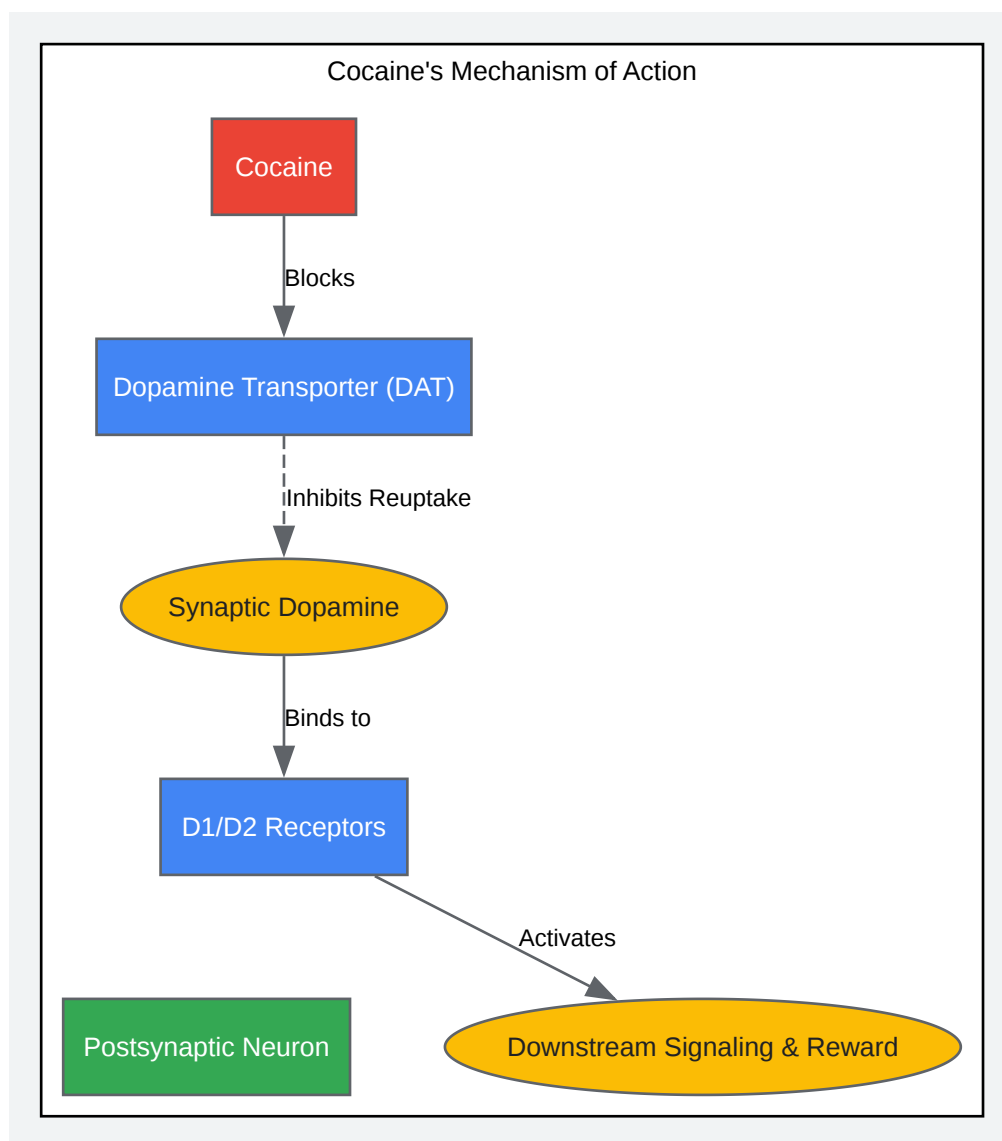 Cocaine's Mechanism of Action
Cocaine
Blocks
Dopamine Transporter (DAT)
Inhibits Reuptake
Synaptic Dopamine
Binds to
D1/D2 Receptors
Activates
Postsynaptic Neuron
Downstream Signaling & Reward